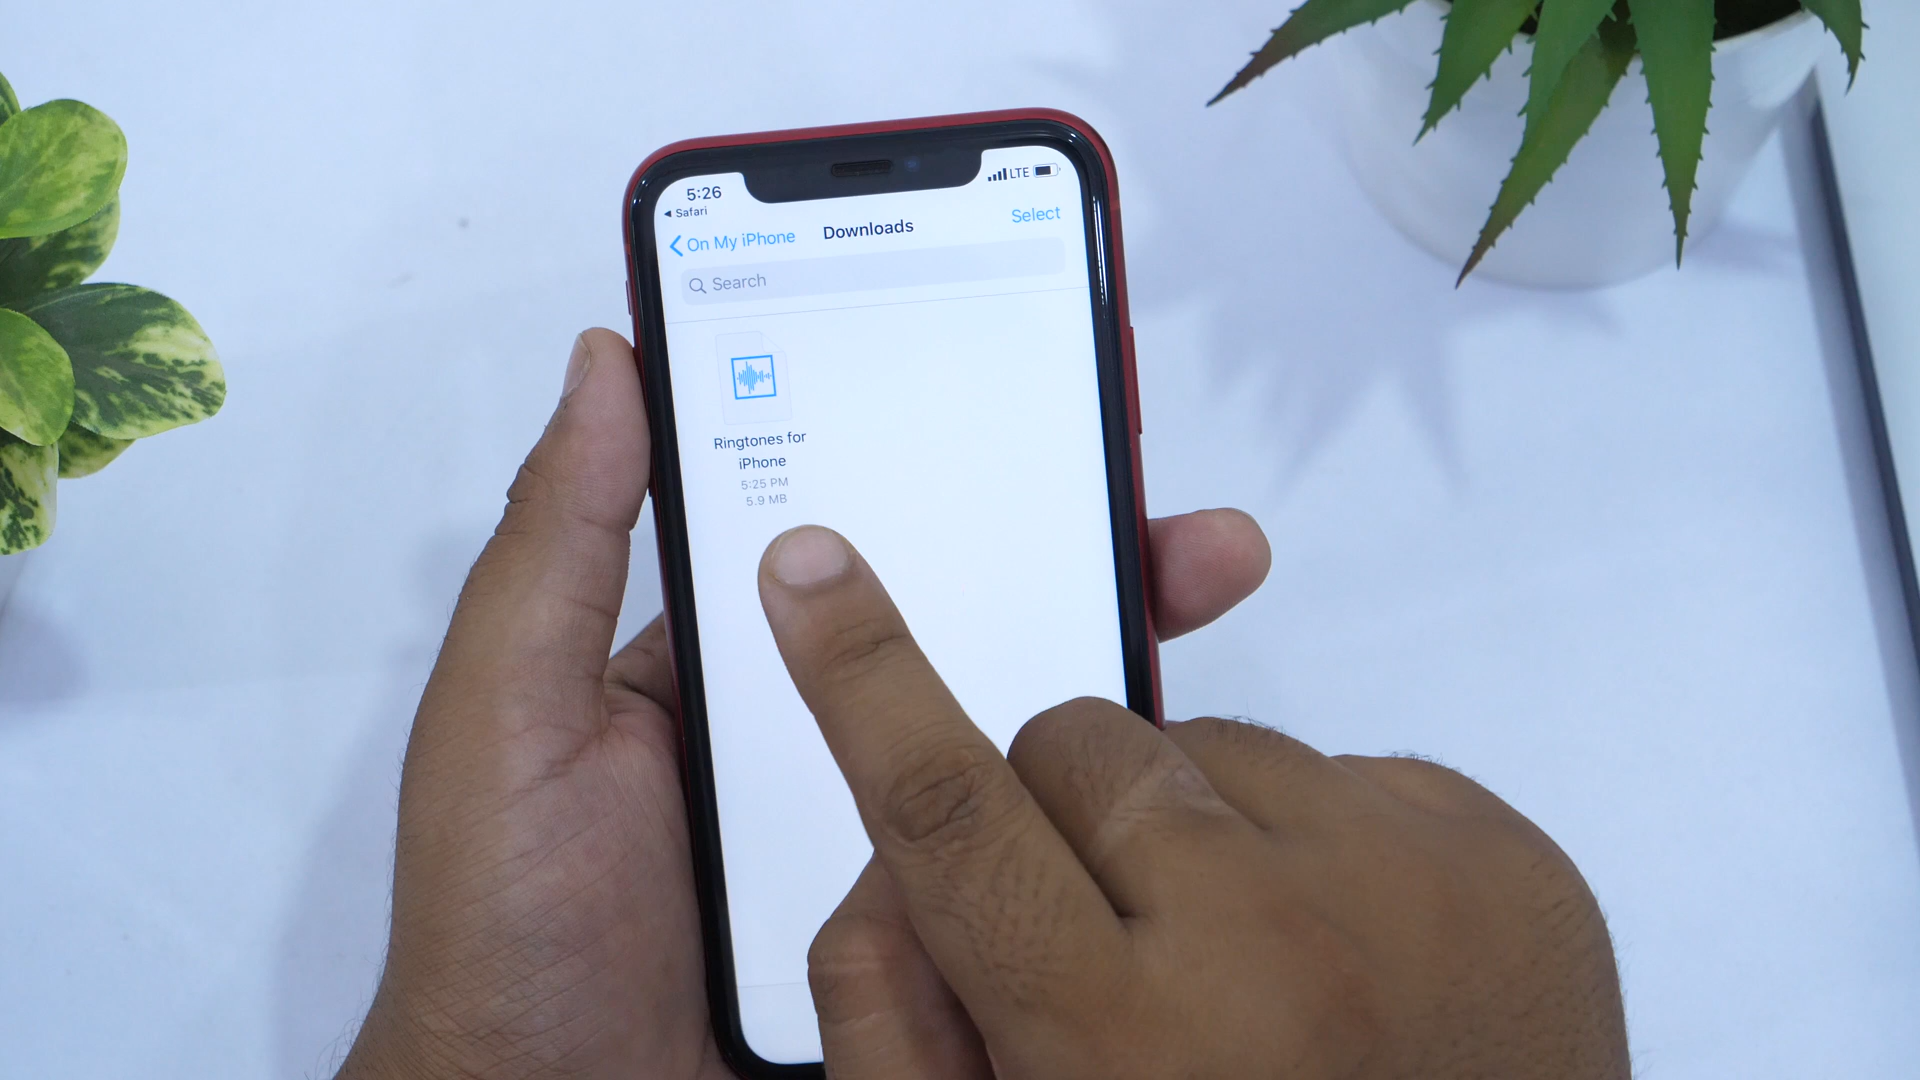 5:26
LTE
Safari
On My iPhone
Downloads
Select
Search
Ringtones for
iPhone
5:25 PM
5.9 MB